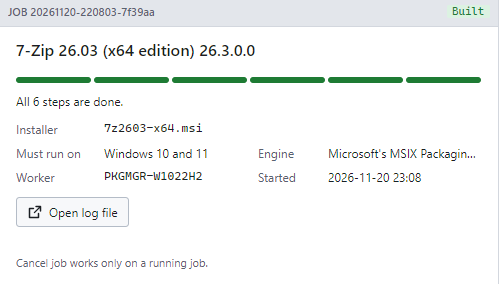 JOB 20261120-220803-7f39aa Built
7-Zip 26.03 (x64 edition) 26.3.0.0
All 6 steps are done.
Installer 7z2603-x64.msi
Must run on Windows 10 and 11 Engine Microsoft's MSIX Packagin...
Worker PKGMGR-W1022H2 Started 2026-11-20 23:08
Open log file
Cancel job works only on a running job.